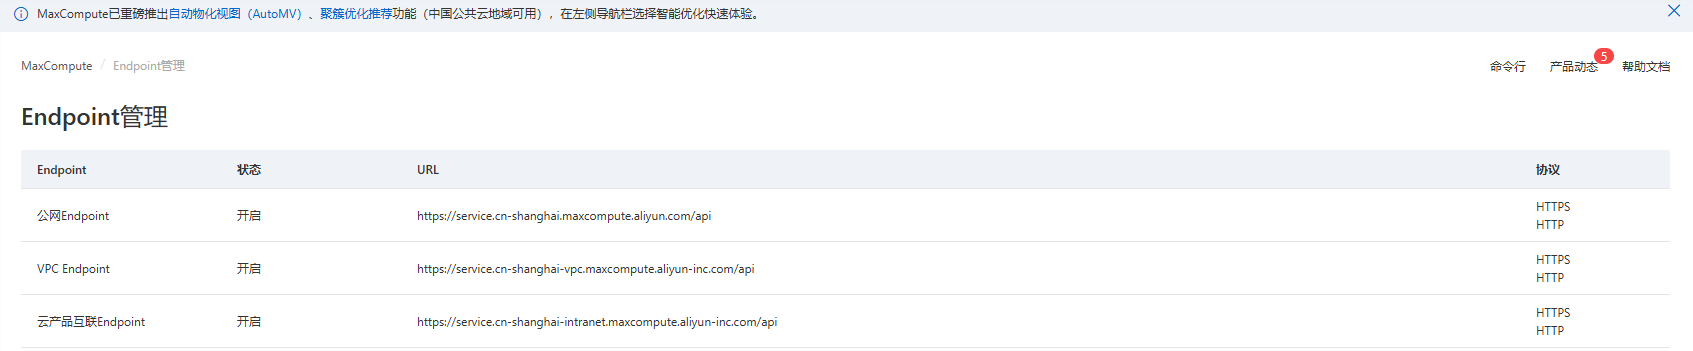 MaxCompute已重磅推出自动物化视图（AutoMV）、聚簇优化推荐功能（中国公共云地域可用），在左侧导航栏选择智能优化快速体验。
MaxCompute / Endpoint管理
命令行 产品动态 5 帮助文档
Endpoint管理
Endpoint 状态 URL 协议
公网Endpoint 开启 https://service.cn-shanghai.maxcompute.aliyun.com/api HTTPS
HTTP
VPC Endpoint 开启 https://service.cn-shanghai-vpc.maxcompute.aliyun-inc.com/api HTTPS
HTTP
云产品互联Endpoint 开启 https://service.cn-shanghai-intranet.maxcompute.aliyun-inc.com/api HTTPS
HTTP